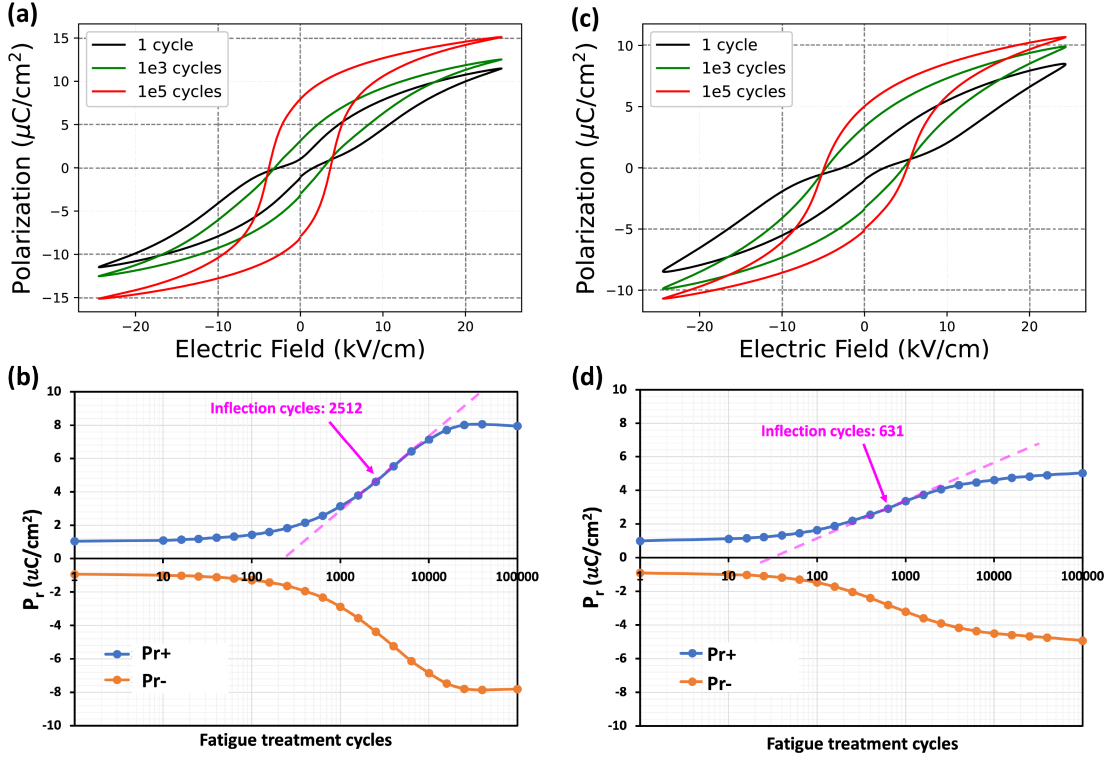 (a)
1 cycle
1e3 cycles
1e5 cycles
Polarization (μC/cm²)
15
10
5
0
−5
−10
−15
−20
−10
0
10
20
Electric Field (kV/cm)
(c)
1 cycle
1e3 cycles
1e5 cycles
Polarization (μC/cm²)
10
5
0
−5
−10
−20
−10
0
10
20
Electric Field (kV/cm)
(b)
Inflection cycles: 2512
Pr (uC/cm²)
10
8
6
4
2
0
-2
-4
-6
-8
-10
1
10
100
1000
10000
100000
Pr+
Pr-
Fatigue treatment cycles
(d)
Inflection cycles: 631
Pr (uC/cm²)
10
8
6
4
2
0
-2
-4
-6
-8
-10
1
10
100
1000
10000
100000
Pr+
Pr-
Fatigue treatment cycles